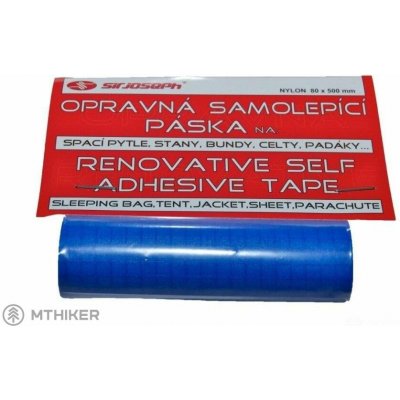 SIRJOSEPH
NYLON 80 x 500 mm
OPRAVNÁ SAMOLEPÍCÍ
PÁSKA NA:
SPACÍ PYTLE, STANY, BUNDY, CELTY, PADÁKY...
RENOVATIVE SELF
ADHESIVE TAPE
SLEEPING BAG,TENT,JACKET,SHEET,PARACHUTE
MTHIKER